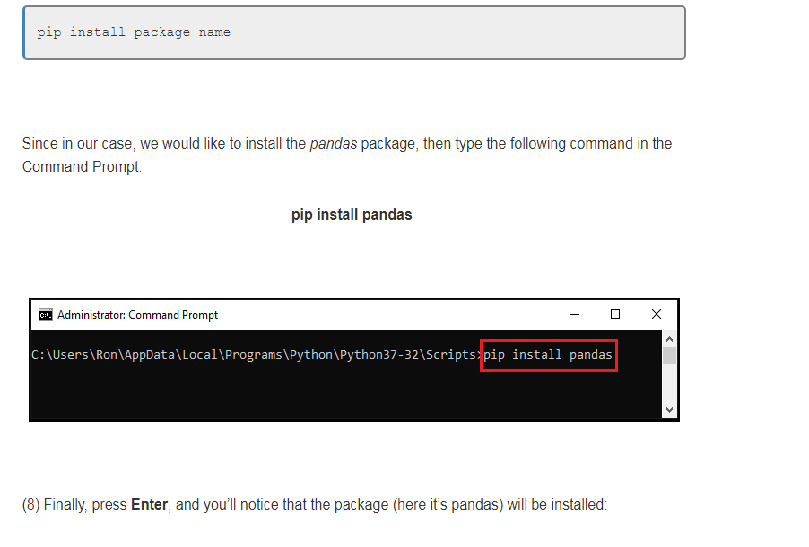 pip install package name
Since in our case, we would like to install the pandas package, then type the following command in the
Command Prompt.
pip install pandas
Administrator: Command Prompt
C:\Users\Ron\AppData\Local\Programs\Python\Python37-32\Scripts>pip install pandas
(8) Finally, press Enter, and you'll notice that the package (here it's pandas) will be installed: